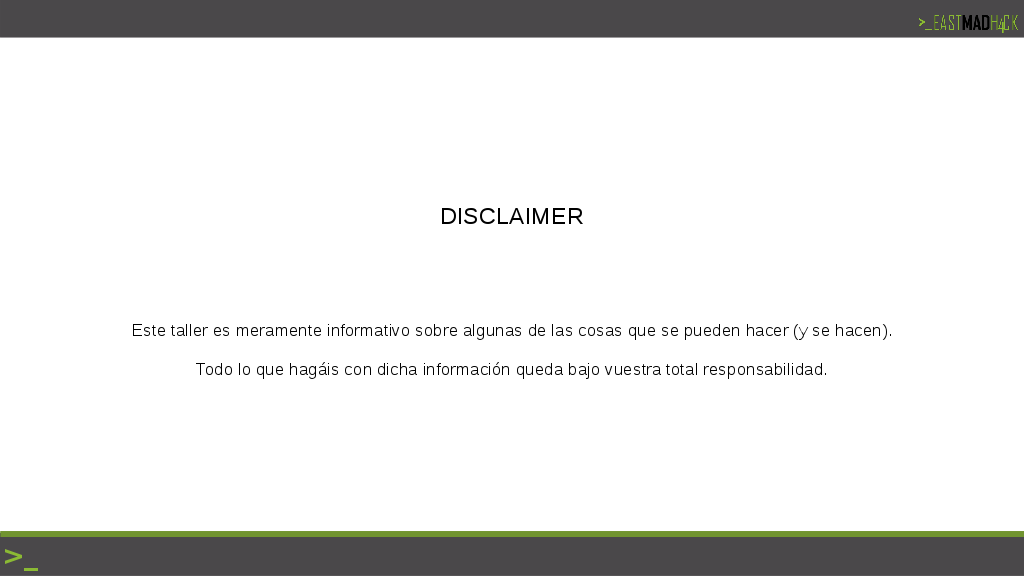 >_EASTMADH4CK
DISCLAIMER
Este taller es meramente informativo sobre algunas de las cosas que se pueden hacer (y se hacen).
Todo lo que hagáis con dicha información queda bajo vuestra total responsabilidad.
>_